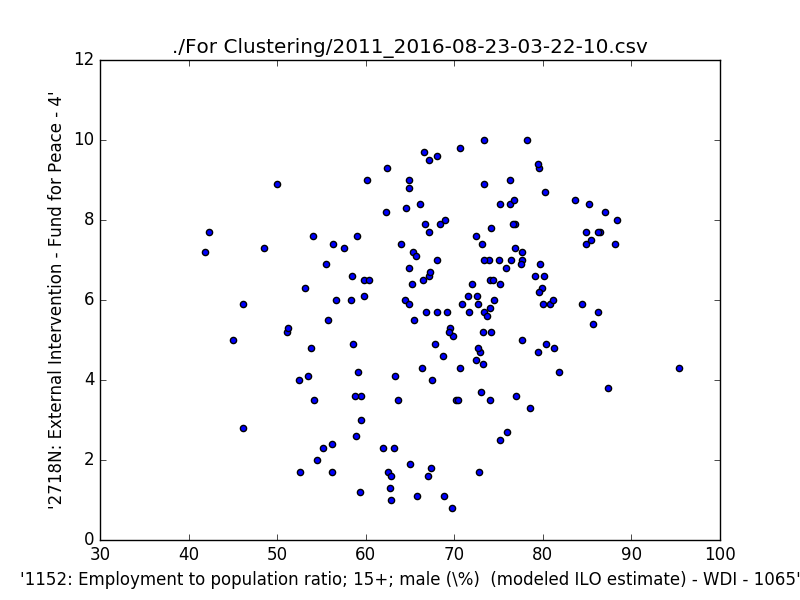 ./For Clustering/2011_2016-08-23-03-22-10.csv
'2718N: External Intervention - Fund for Peace - 4'
12
10
8
6
4
2
0
30 40 50 60 70 80 90 100
'1152: Employment to population ratio; 15+; male (\%)  (modeled ILO estimate) - WDI - 1065'